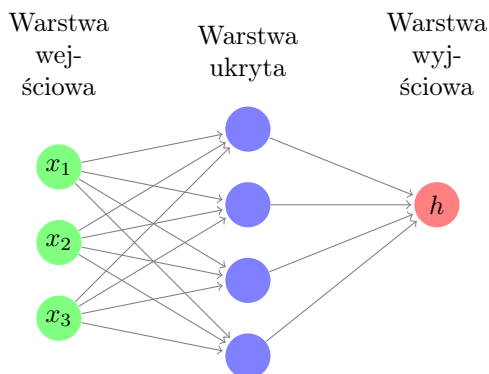 Warstwa
wej-
ściowa
Warstwa
ukryta
Warstwa
wyj-
ściowa
x₁
x₂
x₃
h